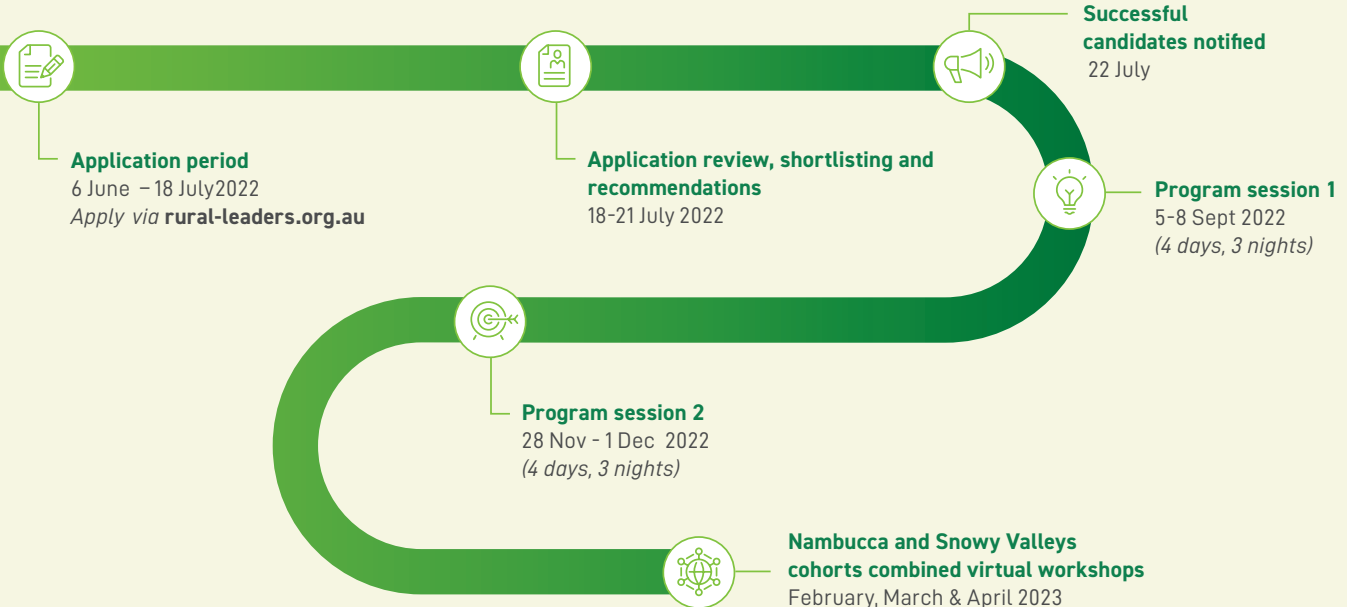 Application period
6 June – 18 July2022
Apply via rural-leaders.org.au
Application review, shortlisting and
recommendations
18-21 July 2022
Successful
candidates notified
22 July
Program session 1
5-8 Sept 2022
(4 days, 3 nights)
Program session 2
28 Nov - 1 Dec 2022
(4 days, 3 nights)
Nambucca and Snowy Valleys
cohorts combined virtual workshops
February, March & April 2023